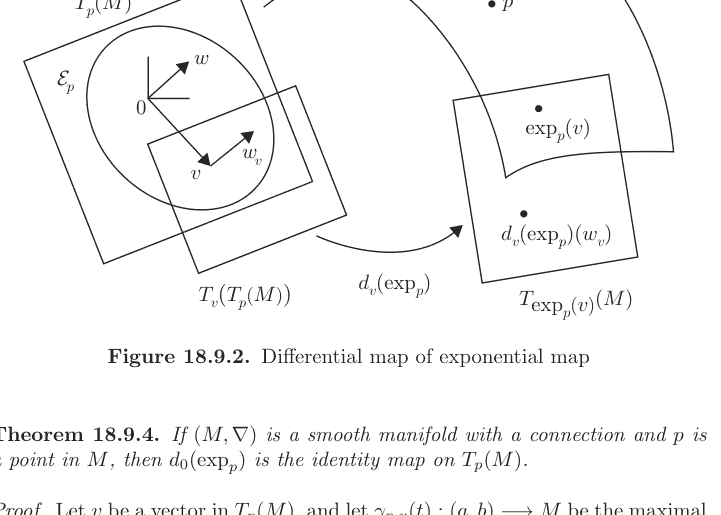 T_p(M)
p
w
ℰ_p
0
exp_p(v)
w_v
v
d_v(exp_p)(w_v)
d_v(exp_p)
T_v(T_p(M))
T_{exp_p(v)}(M)
Figure 18.9.2. Differential map of exponential map
Theorem 18.9.4. If (M, ∇) is a smooth manifold with a connection and p is
a point in M, then d_0(exp_p) is the identity map on T_p(M).
Proof. Let v be a vector in T_p(M), and let (t) : (a, b) ⟶ M be the maximal